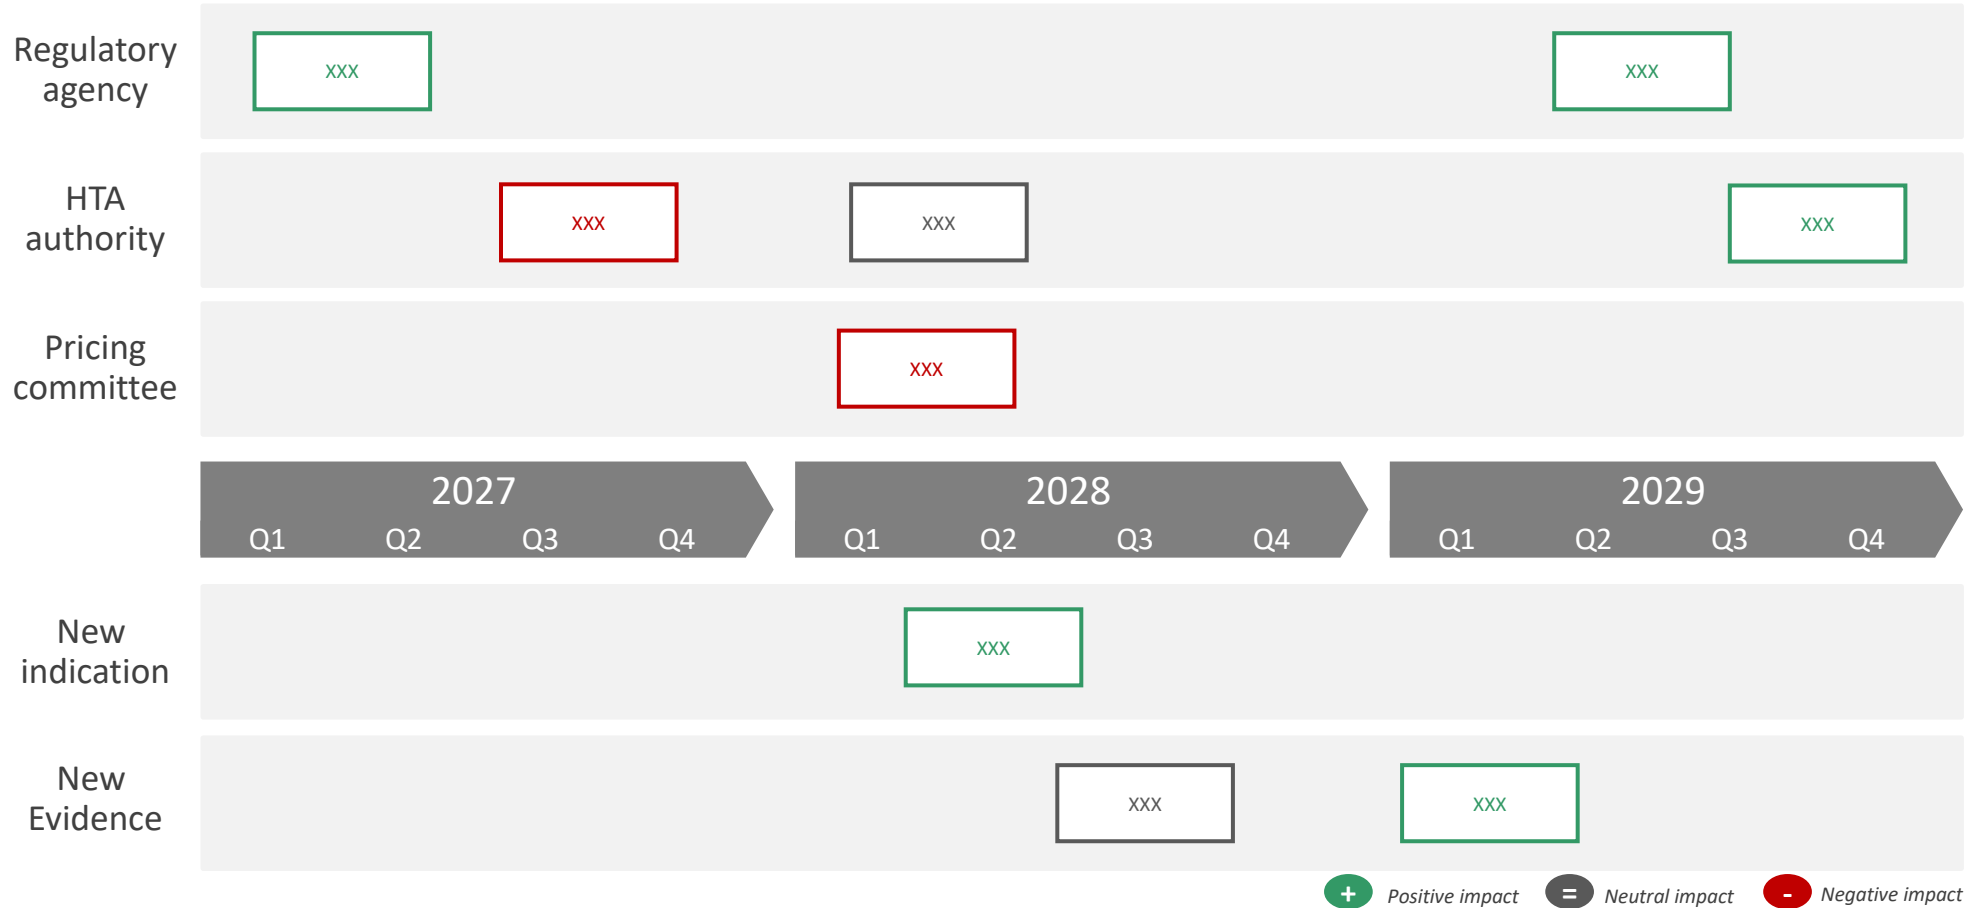 Regulatory
agency
XXX
XXX
HTA
authority
XXX
XXX
XXX
Pricing
committee
XXX
2027
Q1 Q2 Q3 Q4
2028
Q1 Q2 Q3 Q4
2029
Q1 Q2 Q3 Q4
New
indication
XXX
New
Evidence
XXX
XXX
+ Positive impact
= Neutral impact
- Negative impact